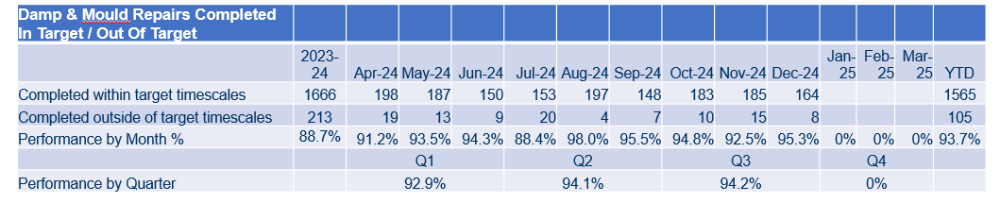 Damp & Mould Repairs Completed
In Target / Out Of Target
2023-24 Apr-24 May-24 Jun-24 Jul-24 Aug-24 Sep-24 Oct-24 Nov-24 Dec-24 Jan-25 Feb-25 Mar-25 YTD
Completed within target timescales 1666 198 187 150 153 197 148 183 185 164 1565
Completed outside of target timescales 213 19 13 9 20 4 7 10 15 8 105
Performance by Month % 88.7% 91.2% 93.5% 94.3% 88.4% 98.0% 95.5% 94.8% 92.5% 95.3% 0% 0% 0% 93.7%
Q1 Q2 Q3 Q4
Performance by Quarter 92.9% 94.1% 94.2% 0%